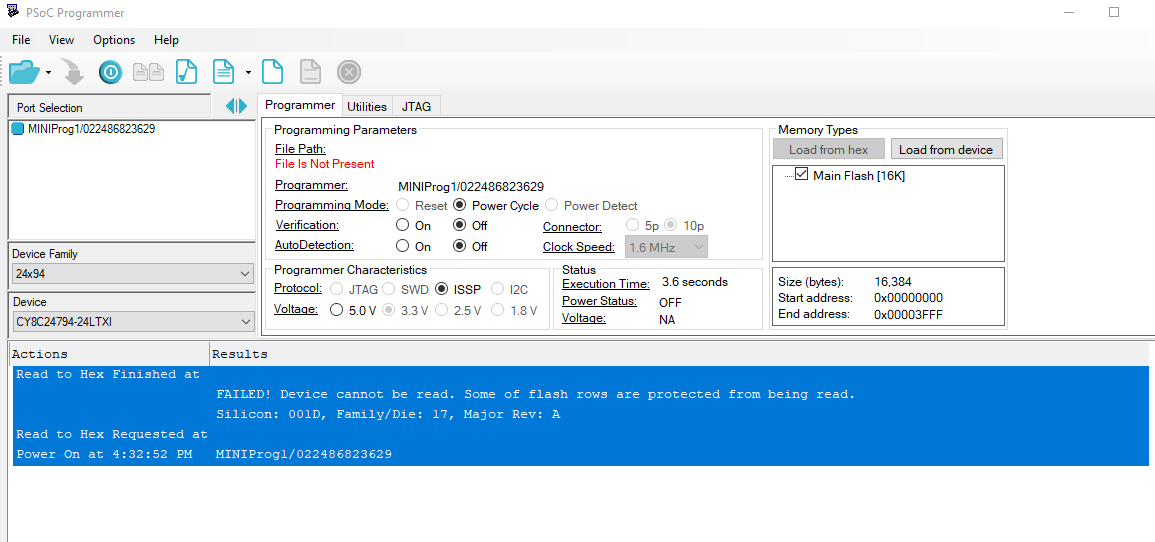 PSoC Programmer
File View Options Help
Port Selection
MINIProg1/022486823629
Device Family
24x94
Device
CY8C24794-24LTXI
Programmer Utilities JTAG
Programming Parameters
File Path:
File Is Not Present
Programmer: MINIProg1/022486823629
Programming Mode: Reset Power Cycle Power Detect
Verification: On Off Connector: 5p 10p
AutoDetection: On Off Clock Speed: 1.6 MHz
Programmer Characteristics
Protocol: JTAG SWD ISSP I2C
Voltage: 5.0 V 3.3 V 2.5 V 1.8 V
Status
Execution Time: 3.6 seconds
Power Status: OFF
Voltage: NA
Memory Types
Load from hex Load from device
Main Flash [16K]
Size (bytes): 16,384
Start address: 0x00000000
End address: 0x00003FFF
Actions Results
Read to Hex Finished at
FAILED! Device cannot be read. Some of flash rows are protected from being read.
Silicon: 001D, Family/Die: 17, Major Rev: A
Read to Hex Requested at
Power On at 4:32:52 PM MINIProg1/022486823629